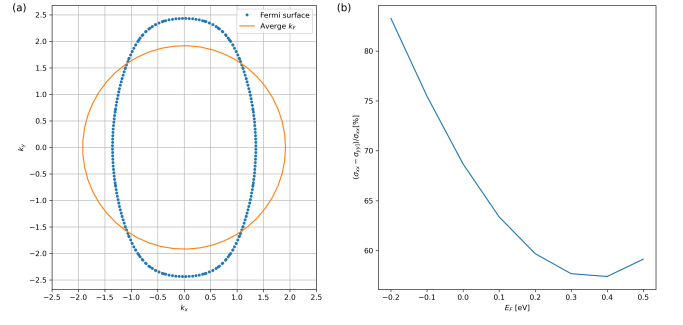 (a)
Fermi surface
Averge k_F
2.5
2.0
1.5
1.0
0.5
0.0
−0.5
−1.0
−1.5
−2.0
−2.5
k_y
−2.5 −2.0 −1.5 −1.0 −0.5 0.0 0.5 1.0 1.5 2.0 2.5
k_x
(b)
80
75
70
65
60
(σ_xx − σ_yy)/σ_xx[%]
−0.2 −0.1 0.0 0.1 0.2 0.3 0.4 0.5
E_F [eV]